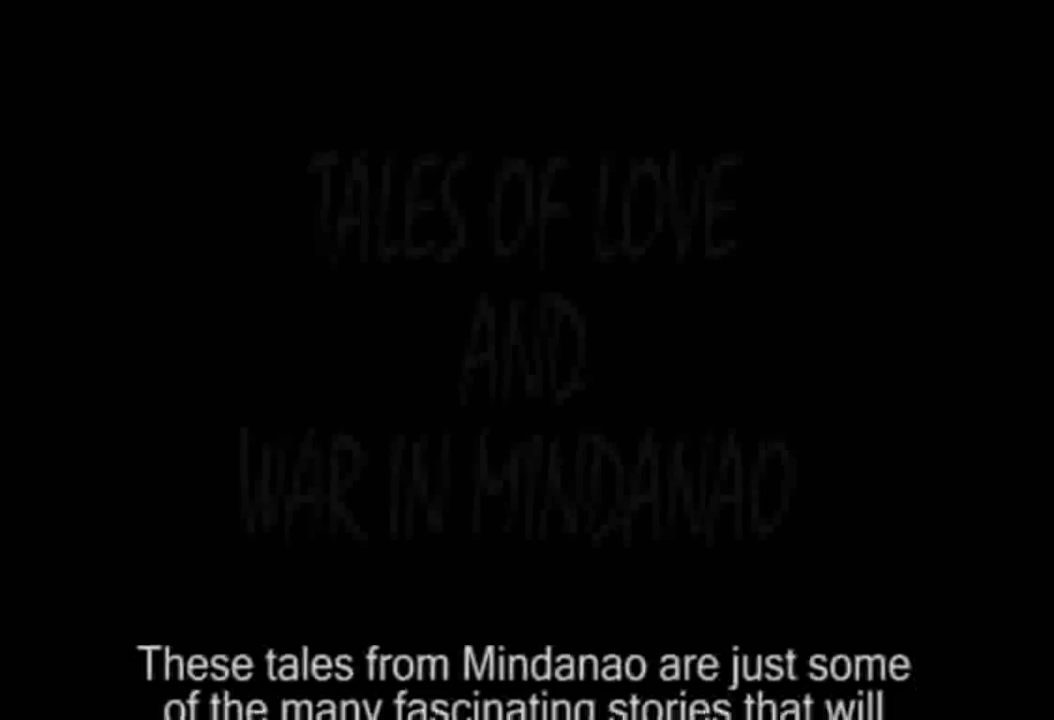 TALES OF LOVE
AND
WAR IN MINDANAO
These tales from Mindanao are just some
of the many fascinating stories that will